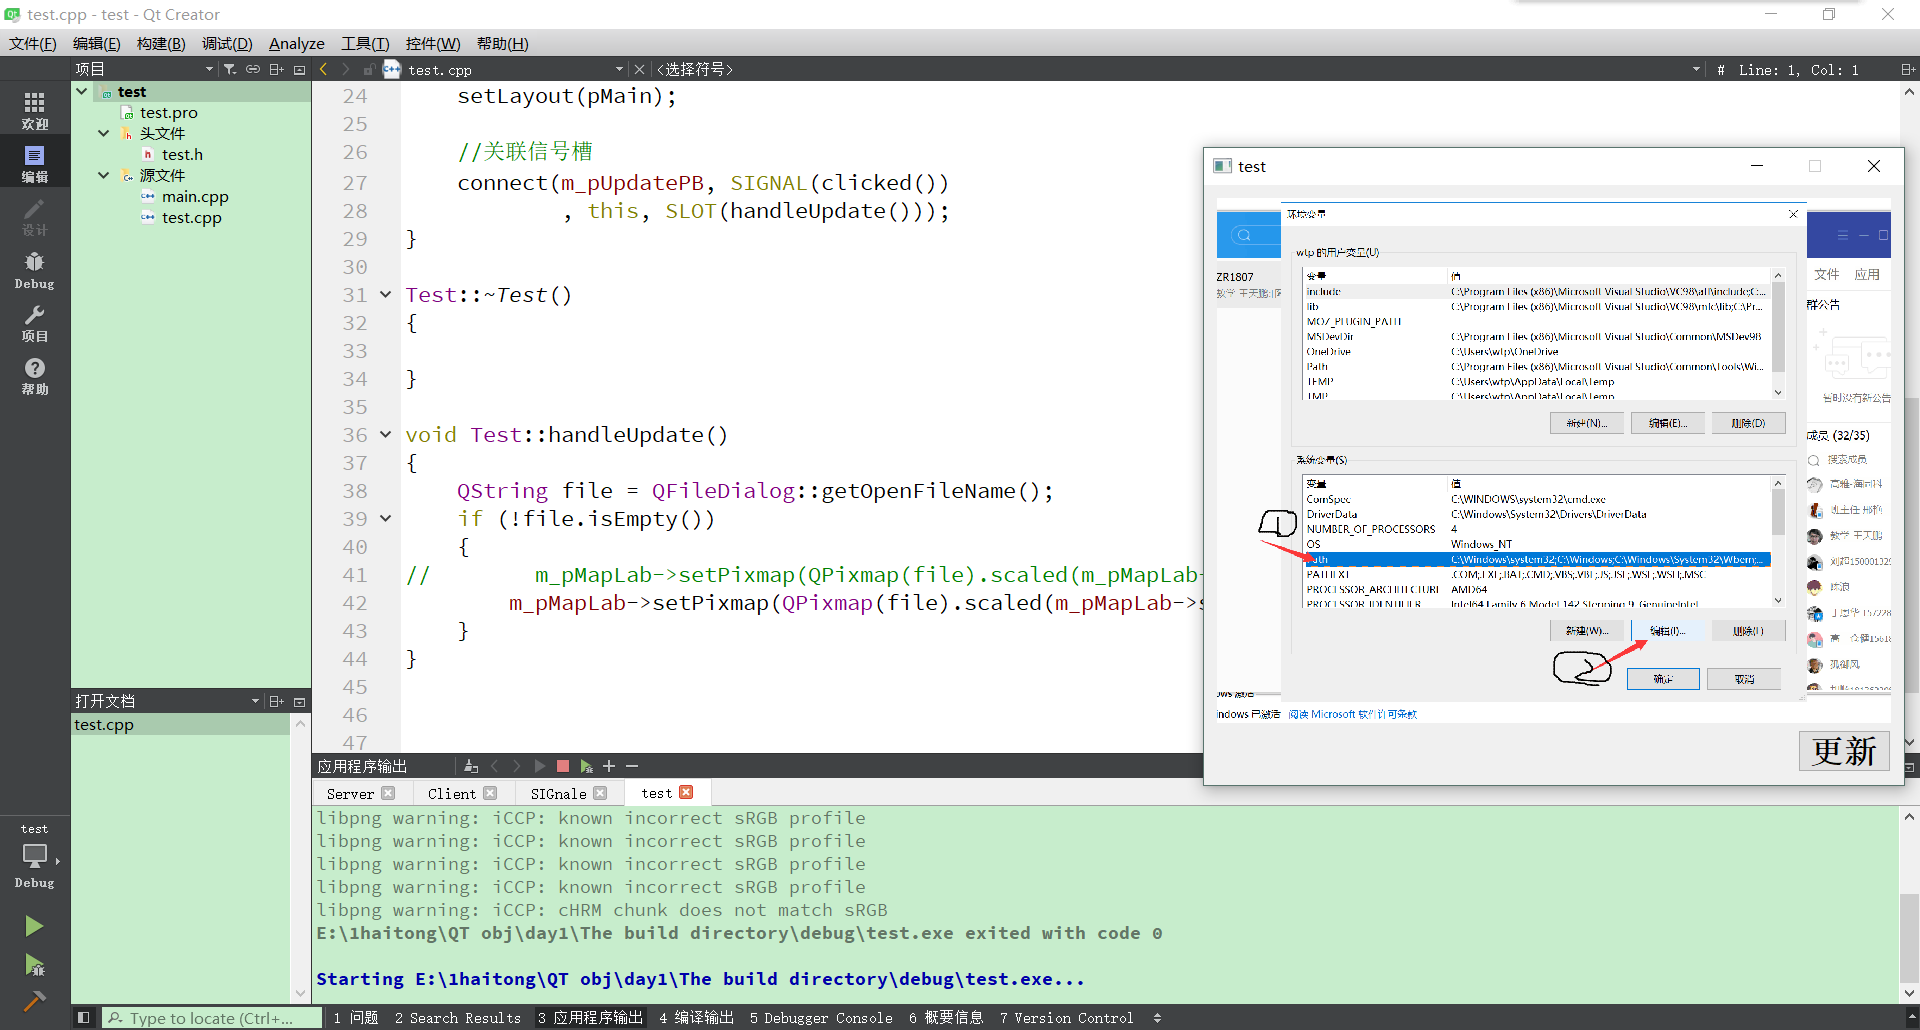 test.cpp - test - Qt Creator
文件(F) 编辑(E) 构建(B) 调试(D) Analyze 工具(T) 控件(W) 帮助(H)
项目
test.cpp
<选择符号>
# Line: 1, Col: 1
欢迎
编辑
设计
Debug
项目
帮助
test
Debug
test
test.pro
头文件
test.h
源文件
main.cpp
test.cpp
打开文档
test.cpp
24 setLayout(pMain);
25
26 //关联信号槽
27 connect(m_pUpdatePB, SIGNAL(clicked())
28 , this, SLOT(handleUpdate()));
29 }
30
31 Test::~Test()
32 {
33
34 }
35
36 void Test::handleUpdate()
37 {
38 QString file = QFileDialog::getOpenFileName();
39 if (!file.isEmpty())
40 {
41 // m_pMapLab->setPixmap(QPixmap(file).scaled(m_pMapLab-
42 m_pMapLab->setPixmap(QPixmap(file).scaled(m_pMapLab->s
43 }
44 }
45
46
47
test
环境变量
wtp 的用户变量(U)
变量 值
include C:\Program Files (x86)\Microsoft Visual Studio\VC98\atl\include;C:...
lib C:\Program Files (x86)\Microsoft Visual Studio\VC98\mfc\lib;C:\Pr...
MOZ_PLUGIN_PATH
MSDevDir C:\Program Files (x86)\Microsoft Visual Studio\Common\MSDev98
OneDrive C:\Users\wtp\OneDrive
Path C:\Program Files (x86)\Microsoft Visual Studio\Common\Tools\Wi...
TEMP C:\Users\wtp\AppData\Local\Temp
TMP C:\Users\wtp\AppData\Local\Temp
新建(N)... 编辑(E)... 删除(D)
系统变量(S)
变量 值
ComSpec C:\WINDOWS\system32\cmd.exe
DriverData C:\Windows\System32\Drivers\DriverData
NUMBER_OF_PROCESSORS 4
OS Windows_NT
Path C:\Windows\system32;C:\Windows;C:\Windows\System32\Wbem;...
PATHEXT .COM;.EXE;.BAT;.CMD;.VBS;.VBE;.JS;.JSE;.WSF;.WSH;.MSC
PROCESSOR_ARCHITECTURE AMD64
PROCESSOR_IDENTIFIER Intel64 Family 6 Model 142 Stepping 9, GenuineIntel
新建(W)... 编辑(I)... 删除(L)
确定 取消
1
2
ZR1807
文件 应用
群公告
暂时没有新公告
成员 (32/35)
搜索成员
教学 王天鹏
indows 已激活 阅读 Microsoft 软件许可条款
更新
应用程序输出
Server Client SIGnale test
libpng warning: iCCP: known incorrect sRGB profile
libpng warning: iCCP: known incorrect sRGB profile
libpng warning: iCCP: known incorrect sRGB profile
libpng warning: iCCP: known incorrect sRGB profile
libpng warning: iCCP: cHRM chunk does not match sRGB
E:\1haitong\QT obj\day1\The build directory\debug\test.exe exited with code 0
Starting E:\1haitong\QT obj\day1\The build directory\debug\test.exe...
Type to locate (Ctrl+...
1 问题 2 Search Results 3 应用程序输出 4 编译输出 5 Debugger Console 6 概要信息 7 Version Control